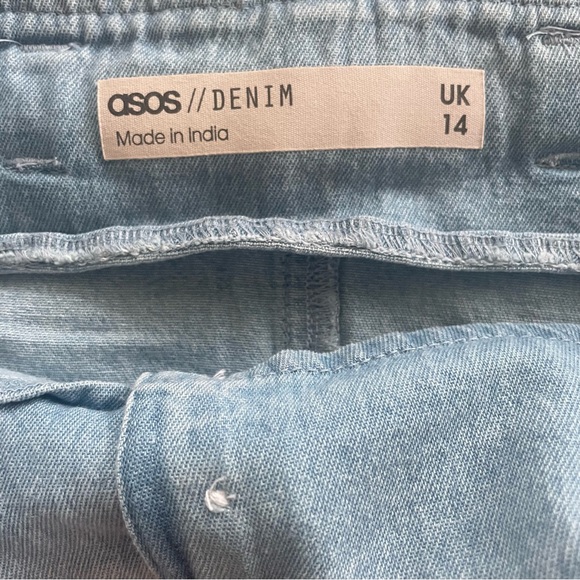 asos // DENIM UK
Made in India 14